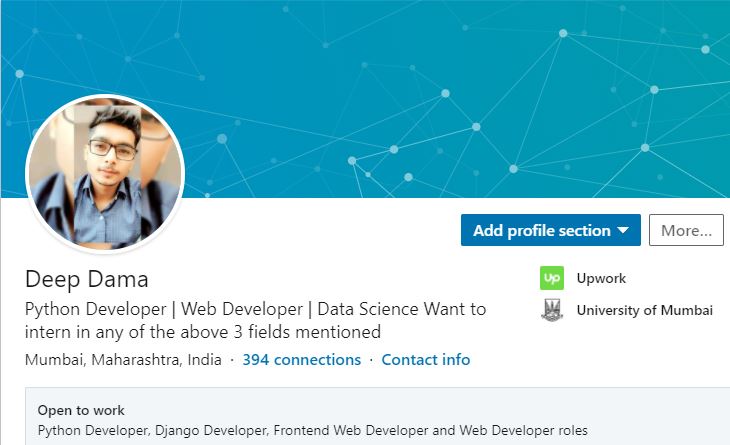 Add profile section
More...
Deep Dama
Up Upwork
Python Developer | Web Developer | Data Science Want to
intern in any of the above 3 fields mentioned
University of Mumbai
Mumbai, Maharashtra, India · 394 connections · Contact info
Open to work
Python Developer, Django Developer, Frontend Web Developer and Web Developer roles